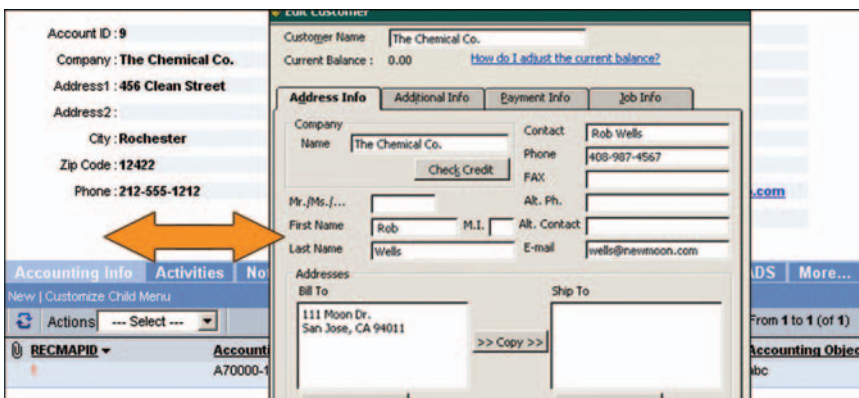 Edit Customer
Account ID : 9
Company : The Chemical Co.
Address1 : 456 Clean Street
Address2 :
City : Rochester
Zip Code : 12422
Phone : 212-555-1212
.com
Customer Name The Chemical Co.
Current Balance : 0.00 How do I adjust the current balance?
Address Info Additional Info Payment Info Job Info
Company
Name The Chemical Co.
Check Credit
Contact Rob Wells
Phone 408-987-4567
FAX
Mr./Ms./... Alt. Ph.
First Name Rob M.I. Alt. Contact
Last Name Wells E-mail wells@newmoon.com
Addresses
Bill To Ship To
111 Moon Dr.
San Jose, CA 94011
>> Copy >>
Accounting Info Activities Not DS More...
New | Customize Child Menu
Actions --- Select --- From 1 to 1 (of 1)
RECMAPID Accounti Accounting Objec
A70000-1 abc